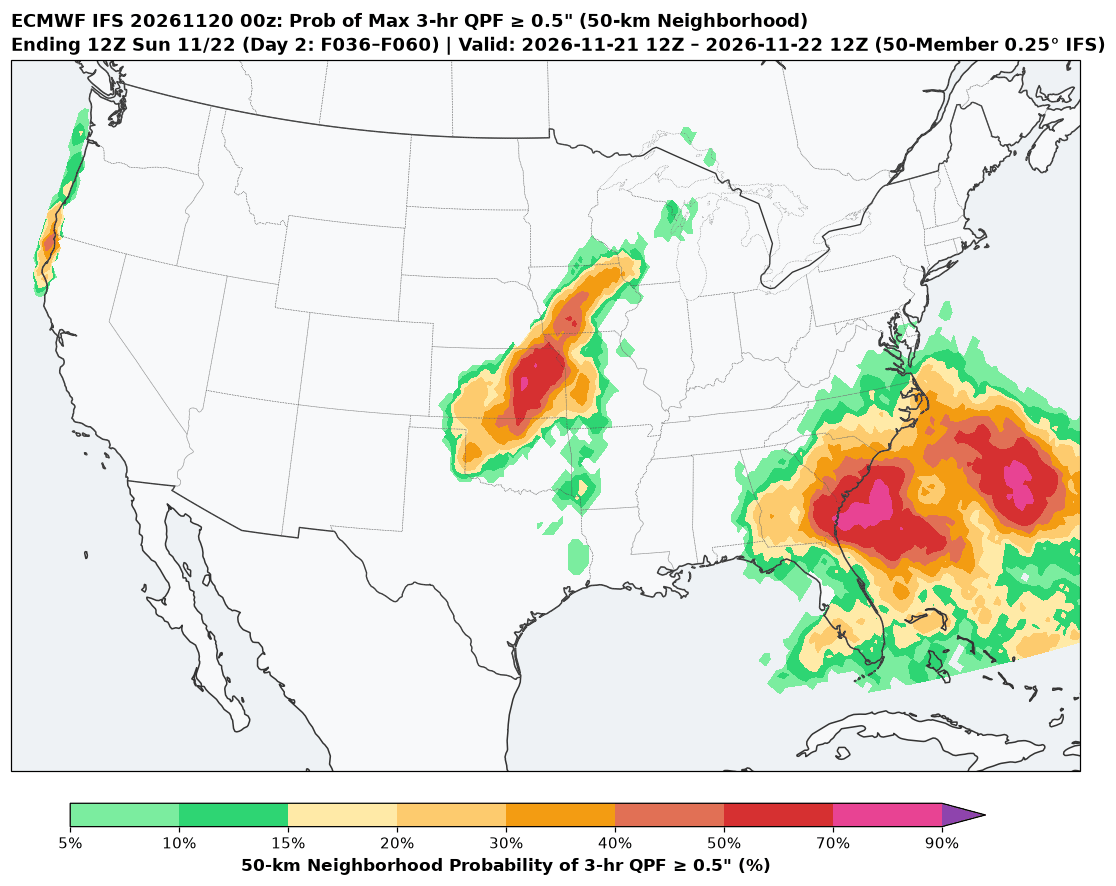 ECMWF IFS 20261120 00z: Prob of Max 3-hr QPF ≥ 0.5" (50-km Neighborhood)
Ending 12Z Sun 11/22 (Day 2: F036–F060) | Valid: 2026-11-21 12Z – 2026-11-22 12Z (50-Member 0.25° IFS)
5% 10% 15% 20% 30% 40% 50% 70% 90%
50-km Neighborhood Probability of 3-hr QPF ≥ 0.5" (%)